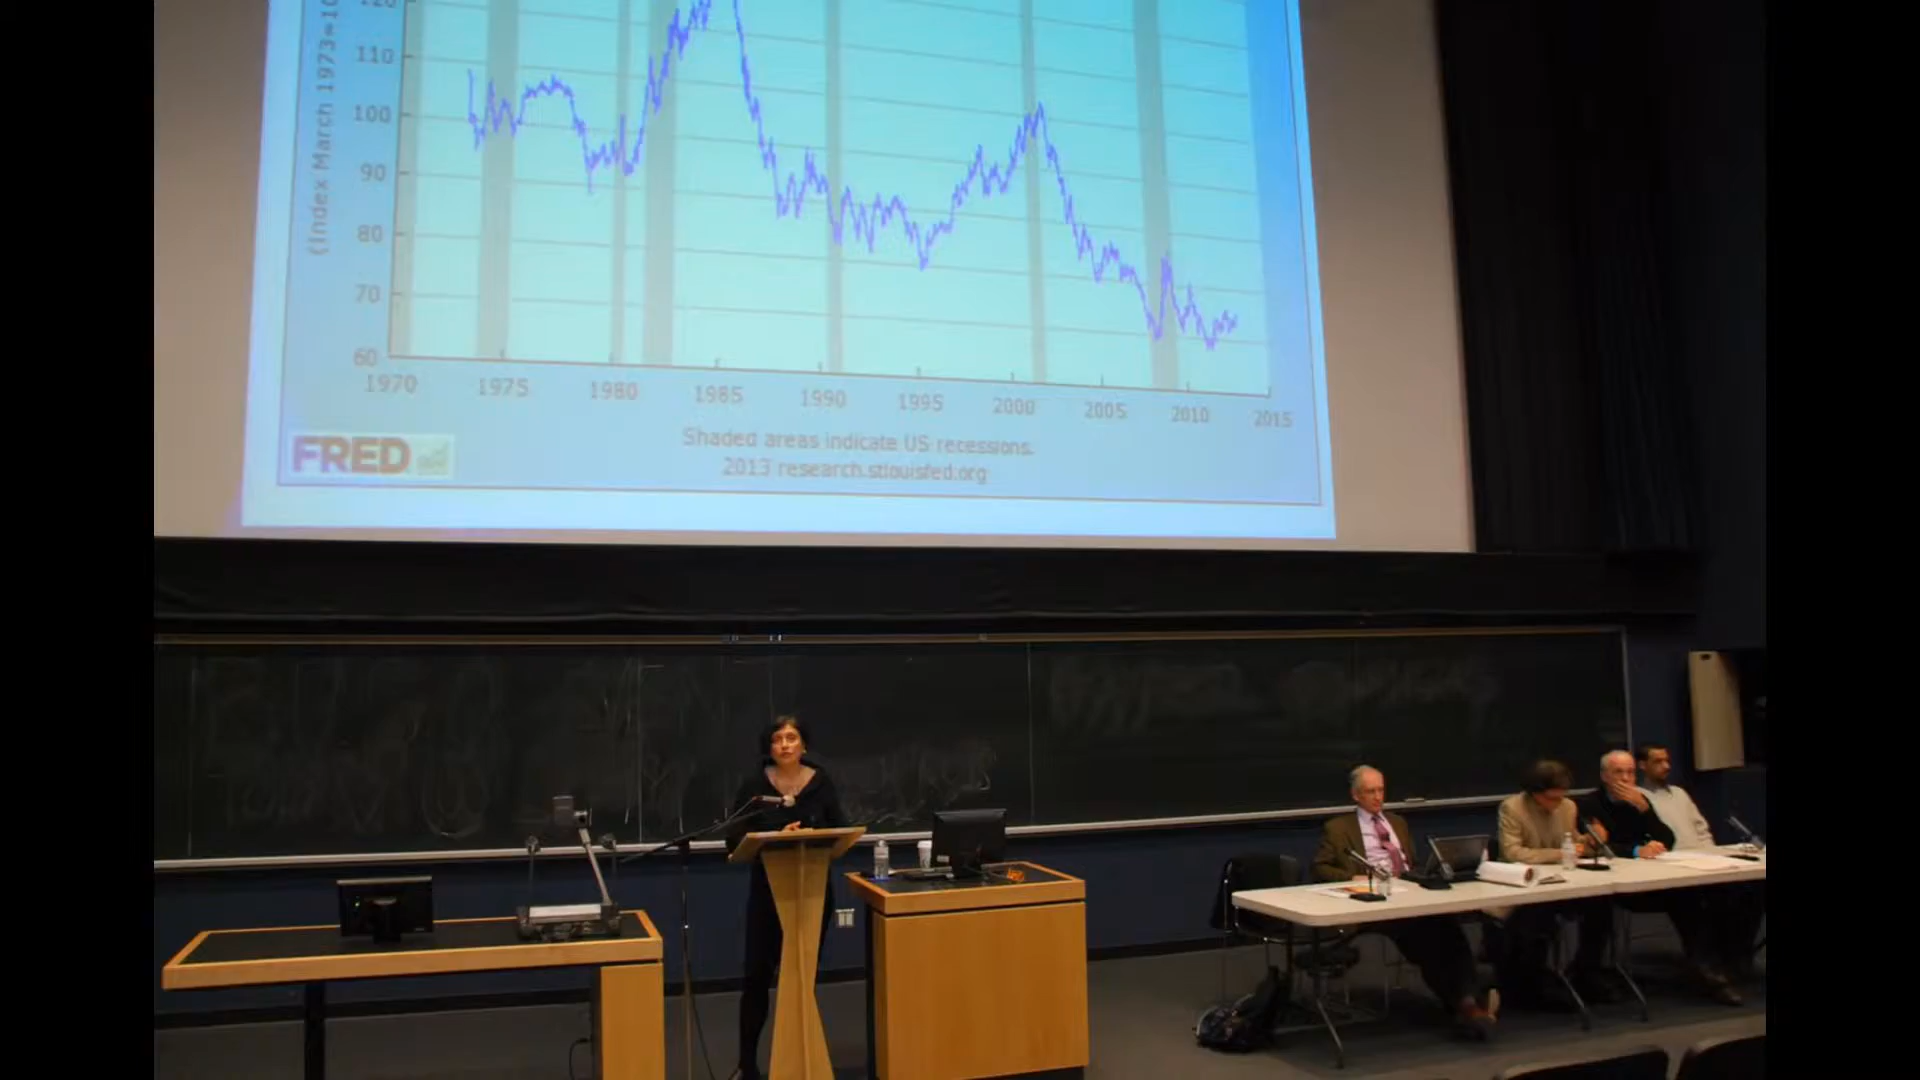 (Index March 1973=10
110
100
90
80
70
60
1970 1975 1980 1985 1990 1995 2000 2005 2010 2015
Shaded areas indicate US recessions.
2013 research.stlouisfed.org
FRED